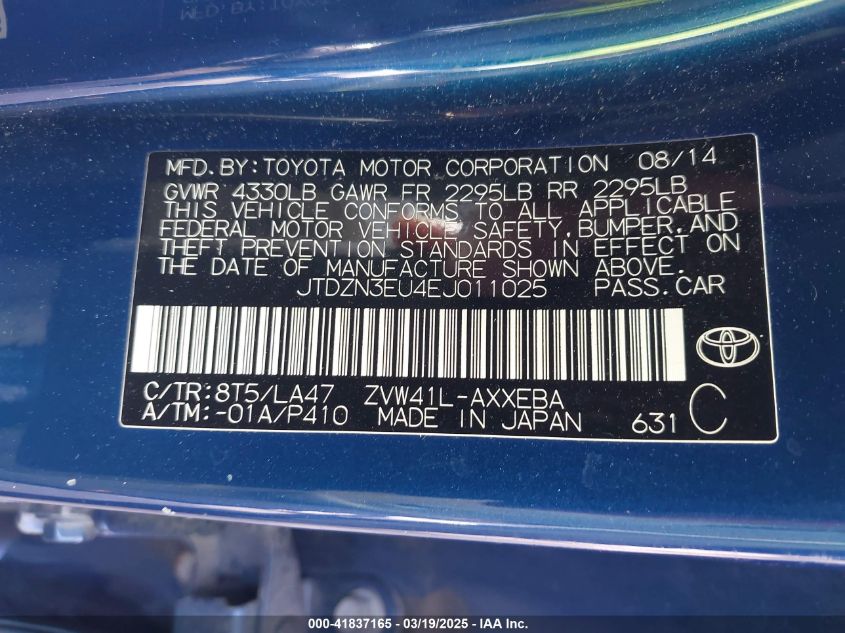 MFD.BY:TOYOTA MOTOR CORPORATION 08/14
GVWR 4330LB GAWR FR 2295LB RR 2295LB
THIS VEHICLE CONFORMS TO ALL APPLICABLE
FEDERAL MOTOR VEHICLE SAFETY,BUMPER,AND
THEFT PREVENTION STANDARDS IN EFFECT ON
THE DATE OF MANUFACTURE SHOWN ABOVE.
JTDZN3EU4EJ011025 PASS.CAR
C/TR:8T5/LA47 ZVW41L-AXXEBA
A/TM:-01A/P410 MADE IN JAPAN 631 C
000-41837165 — 03/19/2025 — IAA Inc.